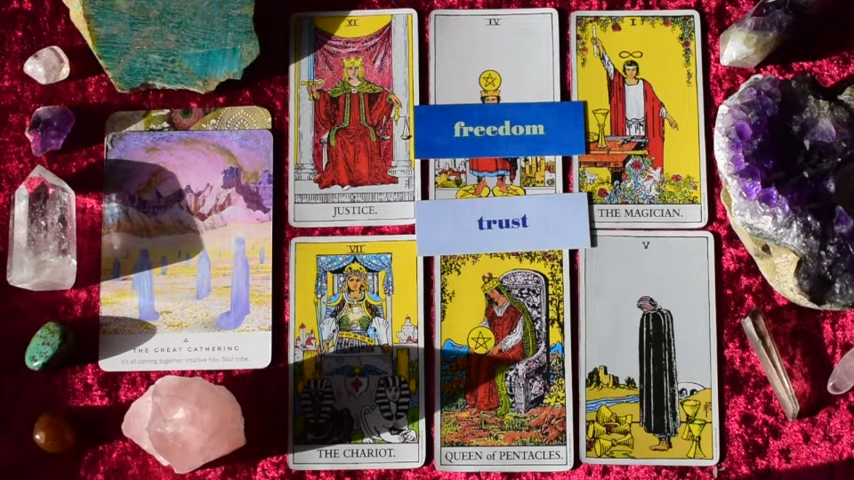 XI
JUSTICE.
IV
freedom
I
THE MAGICIAN.
trust
THE GREAT GATHERING
It's all coming together. Intuitive hits. Soul tribe.
VII
THE CHARIOT.
QUEEN of PENTACLES.
V